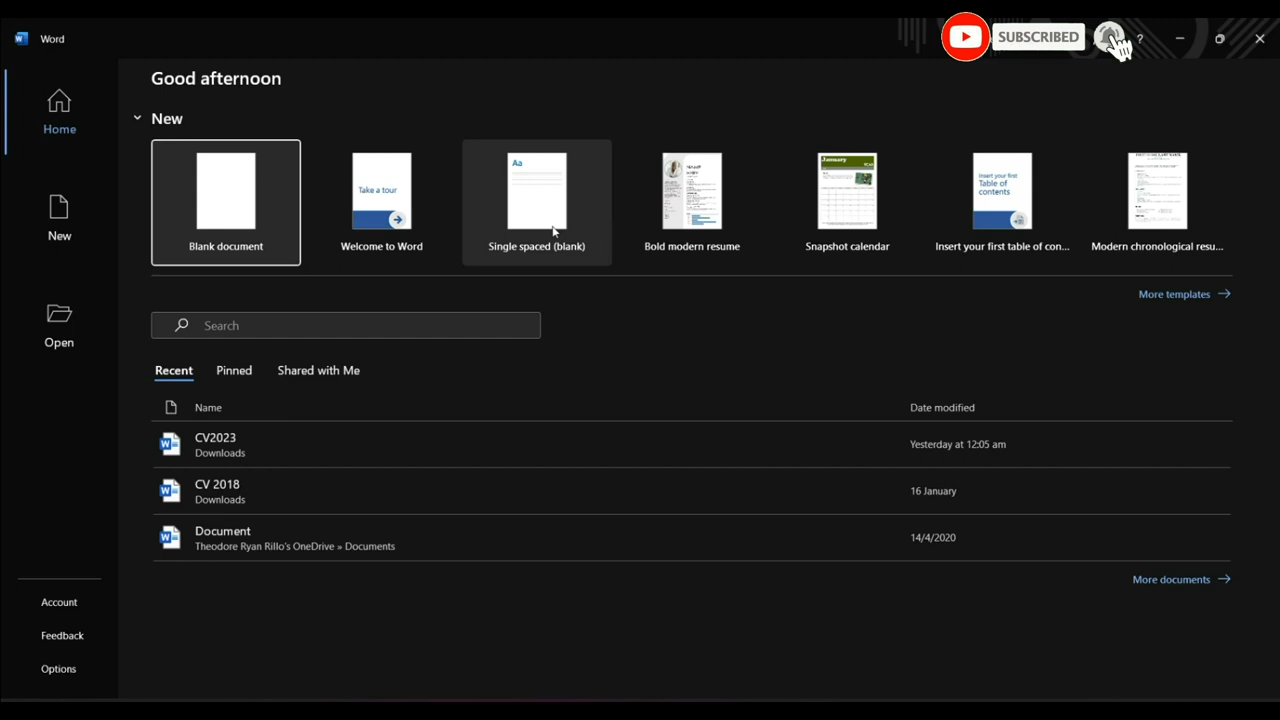 Word
SUBSCRIBED
?
Good afternoon
Home
New
Aa
Take a tour
January
Insert your first
Table of
contents
Blank document
Welcome to Word
Single spaced (blank)
Bold modern resume
Snapshot calendar
Insert your first table of con...
Modern chronological resu...
New
More templates
Search
Open
Recent
Pinned
Shared with Me
Name
Date modified
CV2023
Downloads
Yesterday at 12:05 am
CV 2018
Downloads
16 January
Document
Theodore Ryan Rillo's OneDrive » Documents
14/4/2020
More documents
Account
Feedback
Options